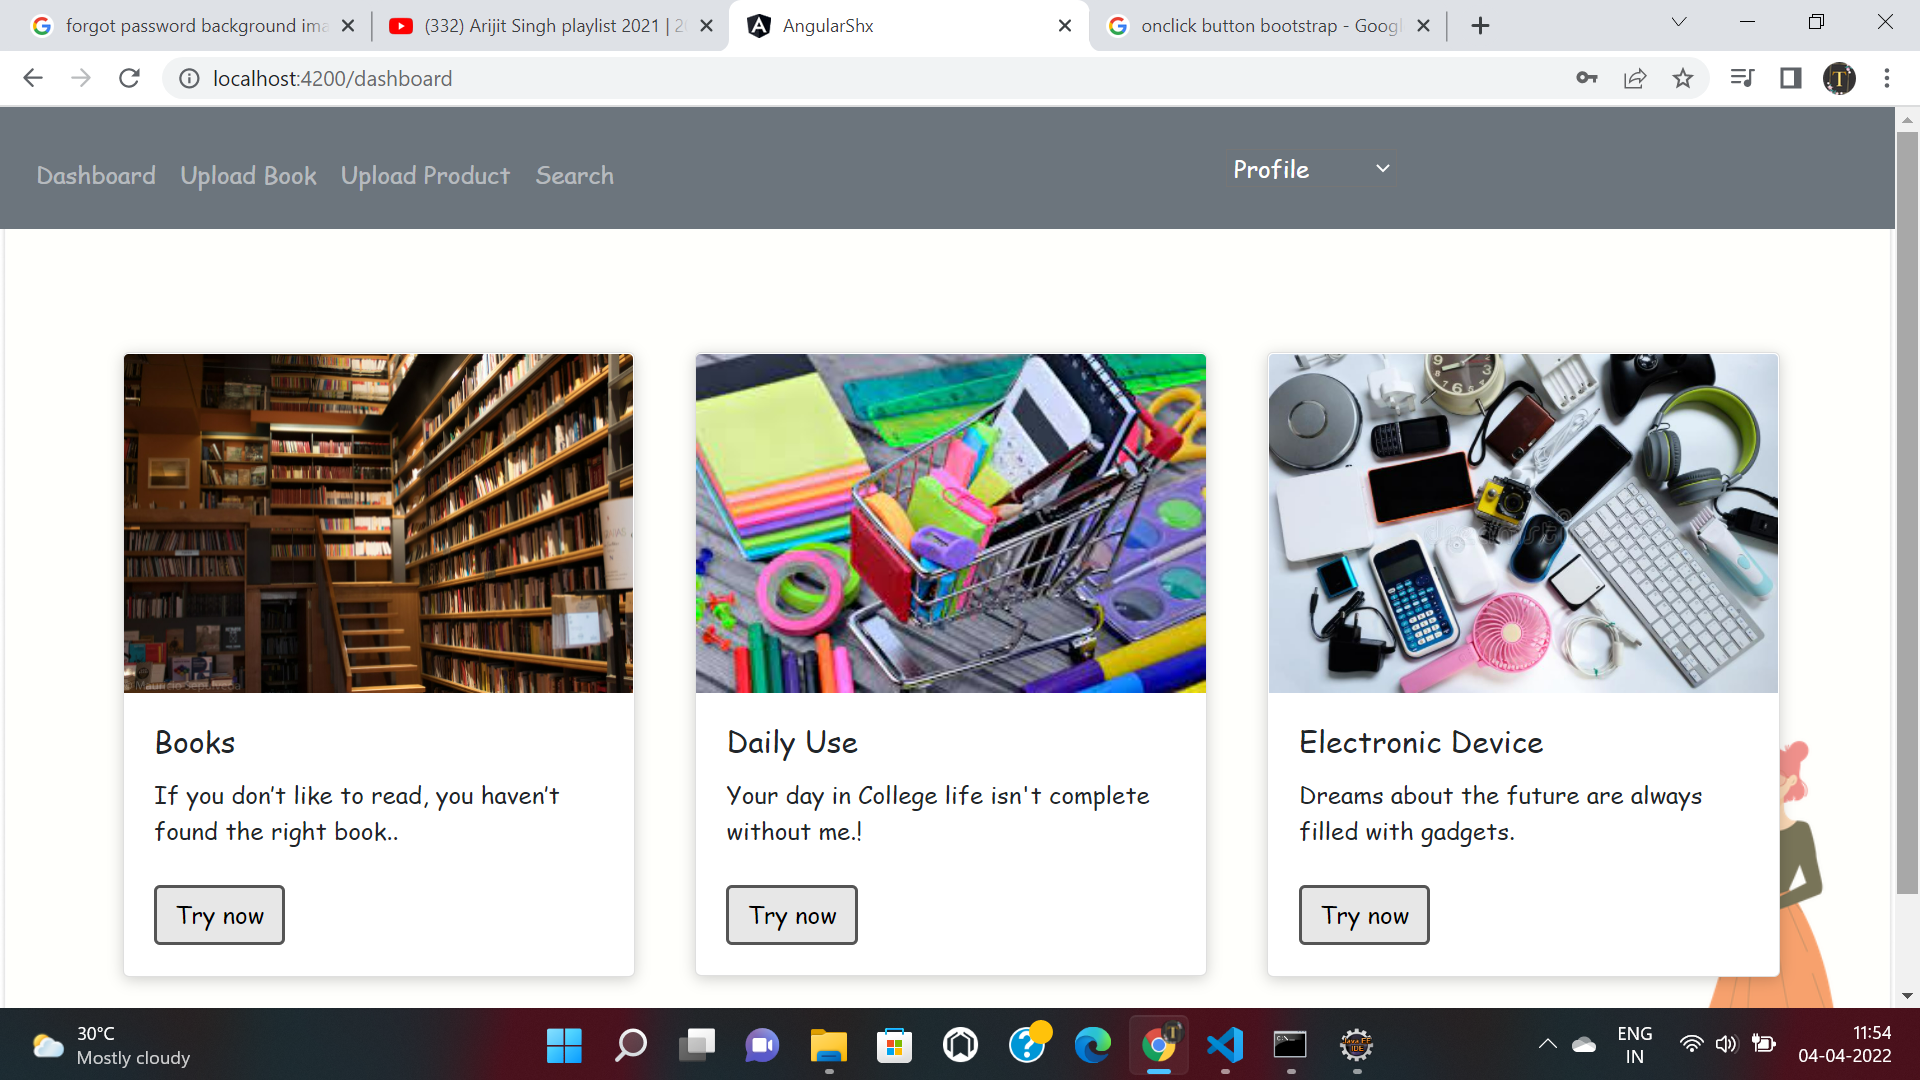 forgot password background ima
(332) Arijit Singh playlist 2021 | 2
AngularShx
onclick button bootstrap - Googl
localhost:4200/dashboard
Dashboard
Upload Book
Upload Product
Search
Profile
Books
If you don’t like to read, you haven’t
found the right book..
Try now
Daily Use
Your day in College life isn't complete
without me.!
Try now
Electronic Device
Dreams about the future are always
filled with gadgets.
Try now
30°C
Mostly cloudy
ENG
IN
11:54
04-04-2022